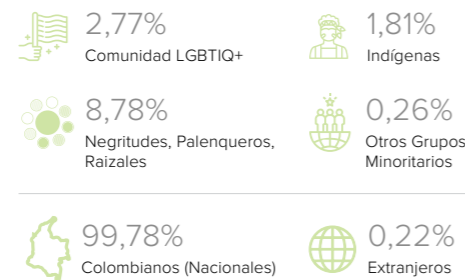 2,77%
Comunidad LGBTIQ+
1,81%
Indígenas
8,78%
Negritudes, Palenqueros,
Raizales
0,26%
Otros Grupos
Minoritarios
99,78%
Colombianos (Nacionales)
0,22%
Extranjeros